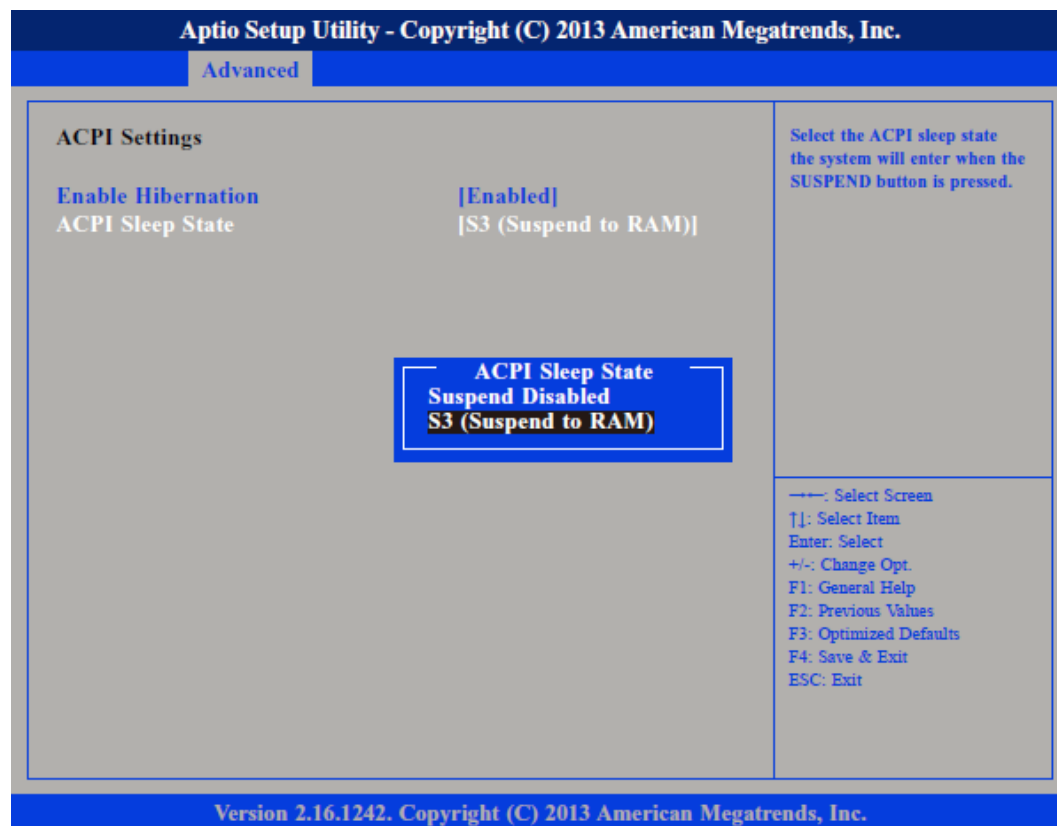 Aptio Setup Utility - Copyright (C) 2013 American Megatrends, Inc.
Advanced
ACPI Settings
Enable Hibernation [Enabled]
ACPI Sleep State [S3 (Suspend to RAM)]
ACPI Sleep State
Suspend Disabled
S3 (Suspend to RAM)
Select the ACPI sleep state
the system will enter when the
SUSPEND button is pressed.
→←: Select Screen
↑↓: Select Item
Enter: Select
+/-: Change Opt.
F1: General Help
F2: Previous Values
F3: Optimized Defaults
F4: Save & Exit
ESC: Exit
Version 2.16.1242. Copyright (C) 2013 American Megatrends, Inc.